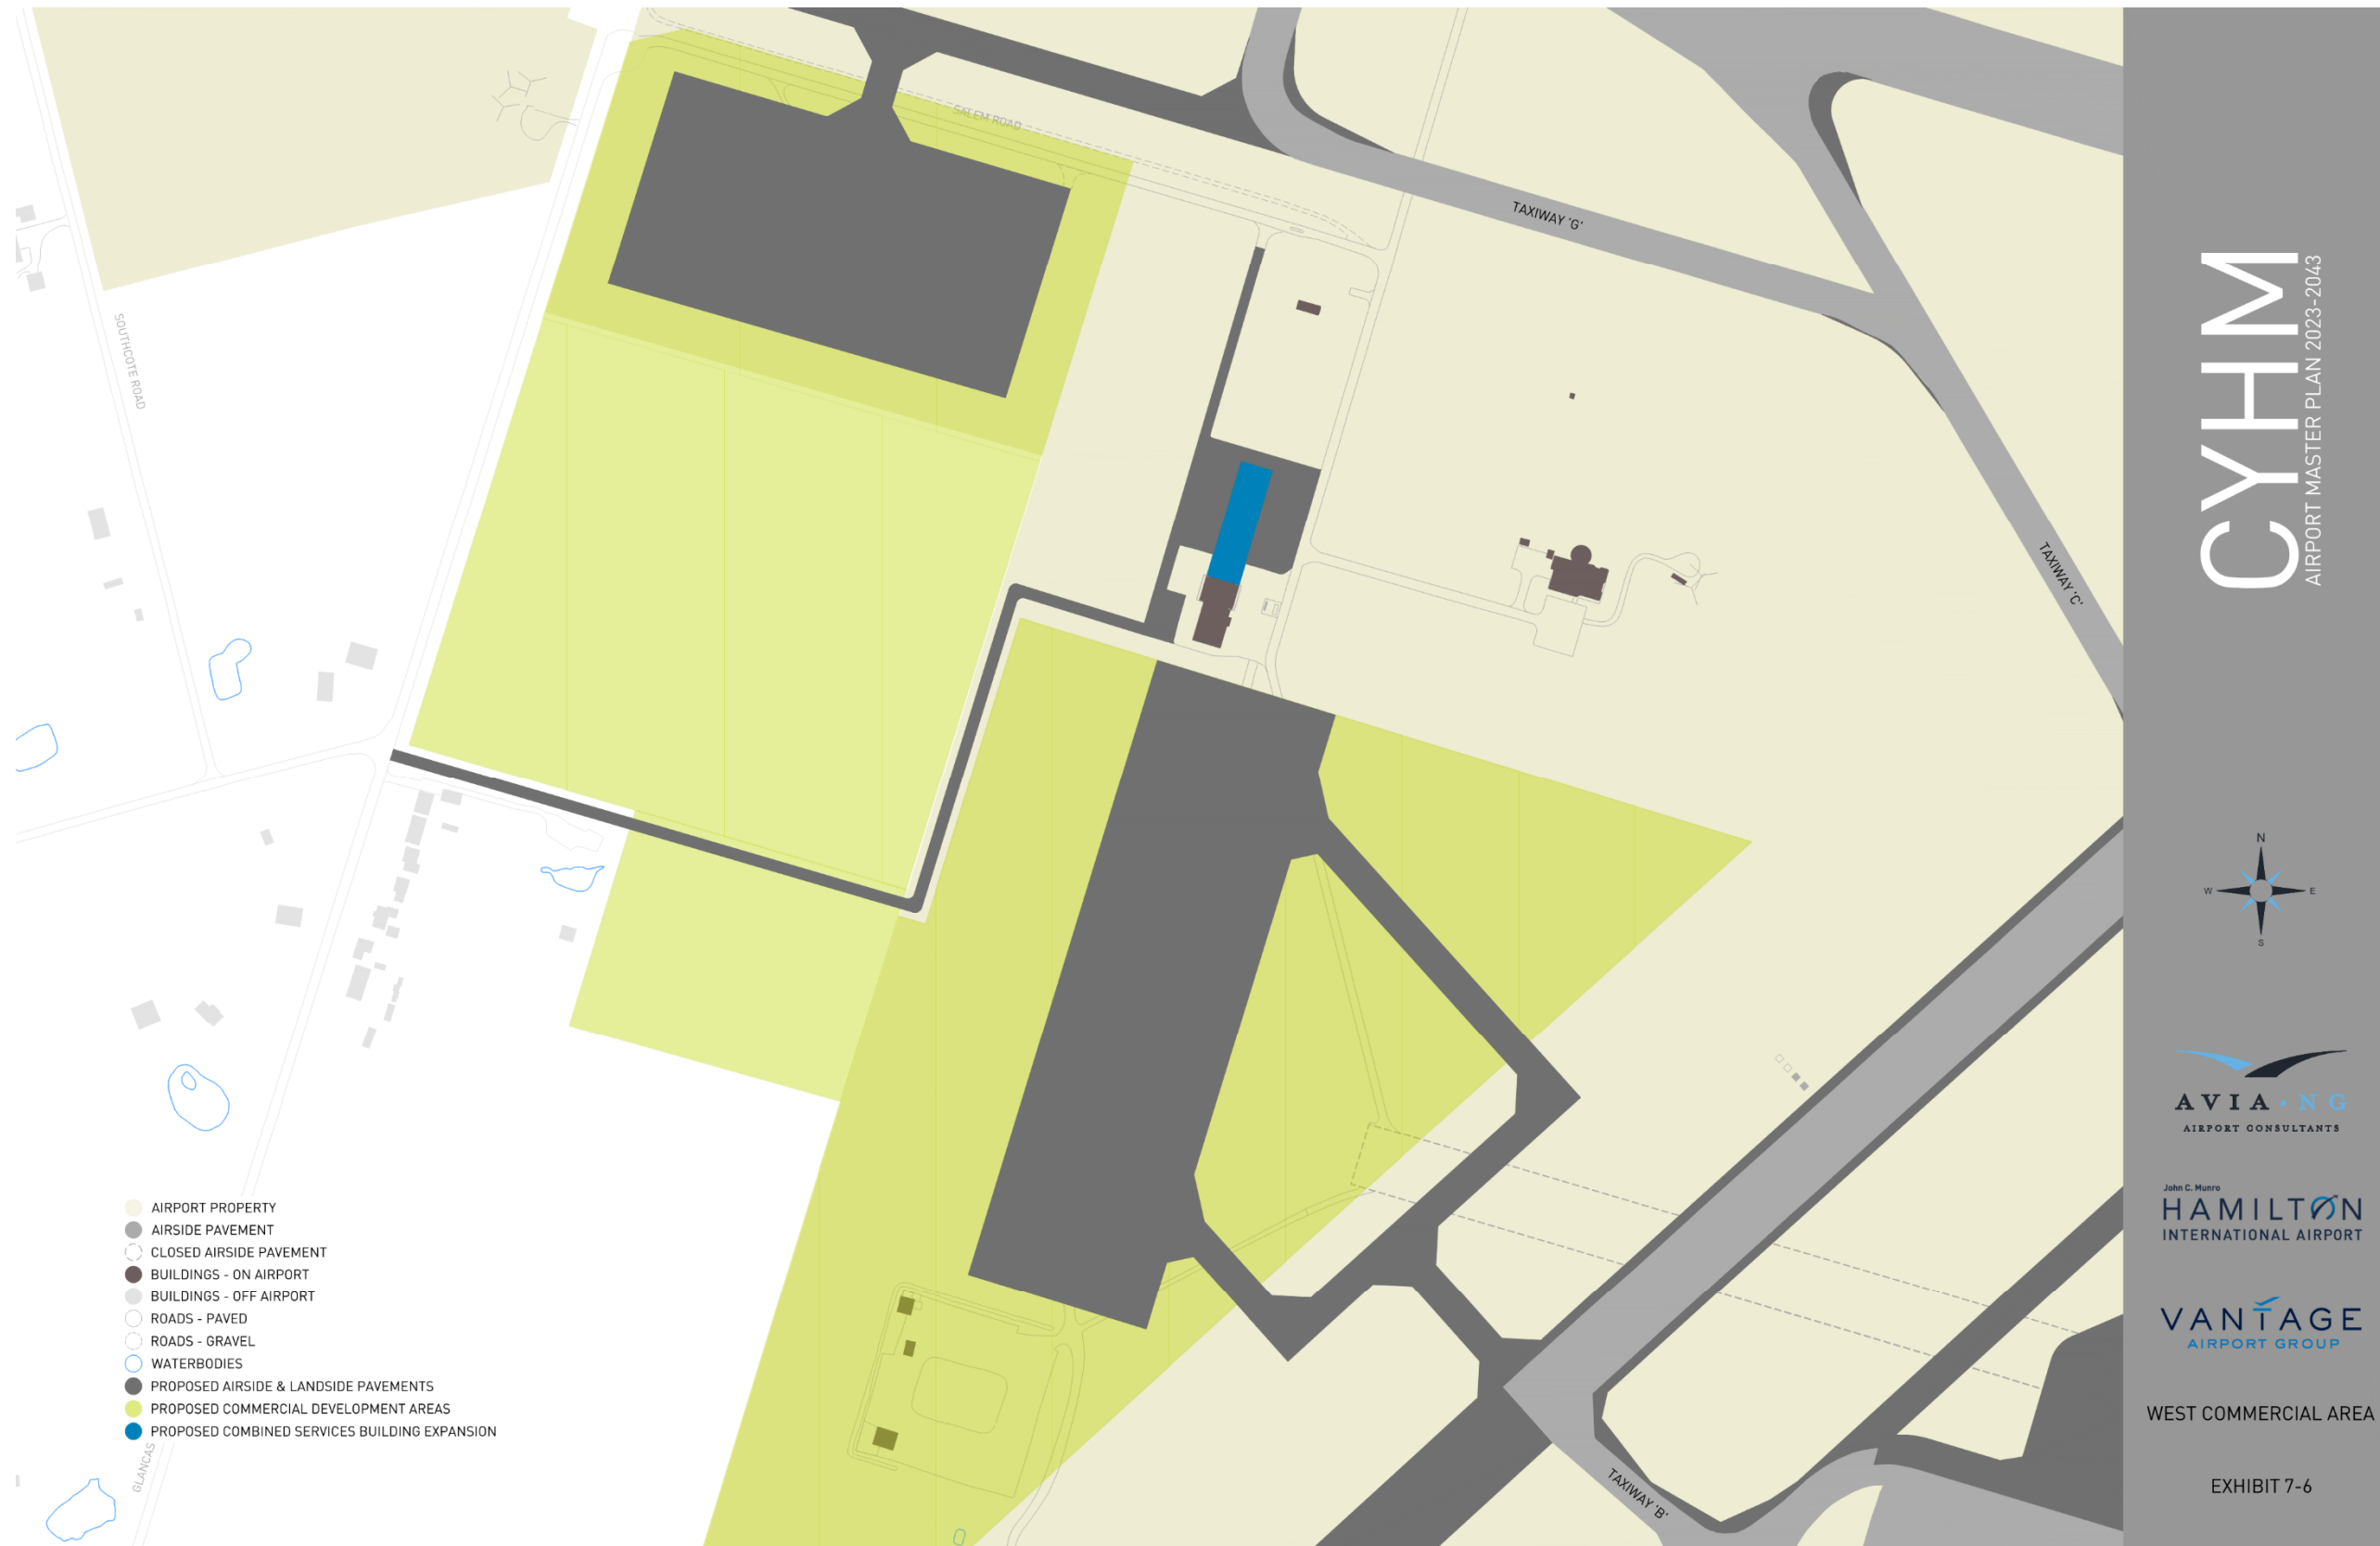 SALEM ROAD
TAXIWAY 'G'
SOUTHCOTE ROAD
TAXIWAY 'C'
TAXIWAY 'B'
GLANCAS
AIRPORT PROPERTY
AIRSIDE PAVEMENT
CLOSED AIRSIDE PAVEMENT
BUILDINGS - ON AIRPORT
BUILDINGS - OFF AIRPORT
ROADS - PAVED
ROADS - GRAVEL
WATERBODIES
PROPOSED AIRSIDE & LANDSIDE PAVEMENTS
PROPOSED COMMERCIAL DEVELOPMENT AREAS
PROPOSED COMBINED SERVICES BUILDING EXPANSION
CYHM
AIRPORT MASTER PLAN 2023-2043
N
W E
S
AVIA • NG
AIRPORT CONSULTANTS
John C. Munro
HAMILTON
INTERNATIONAL AIRPORT
VANTAGE
AIRPORT GROUP
WEST COMMERCIAL AREA
EXHIBIT 7-6